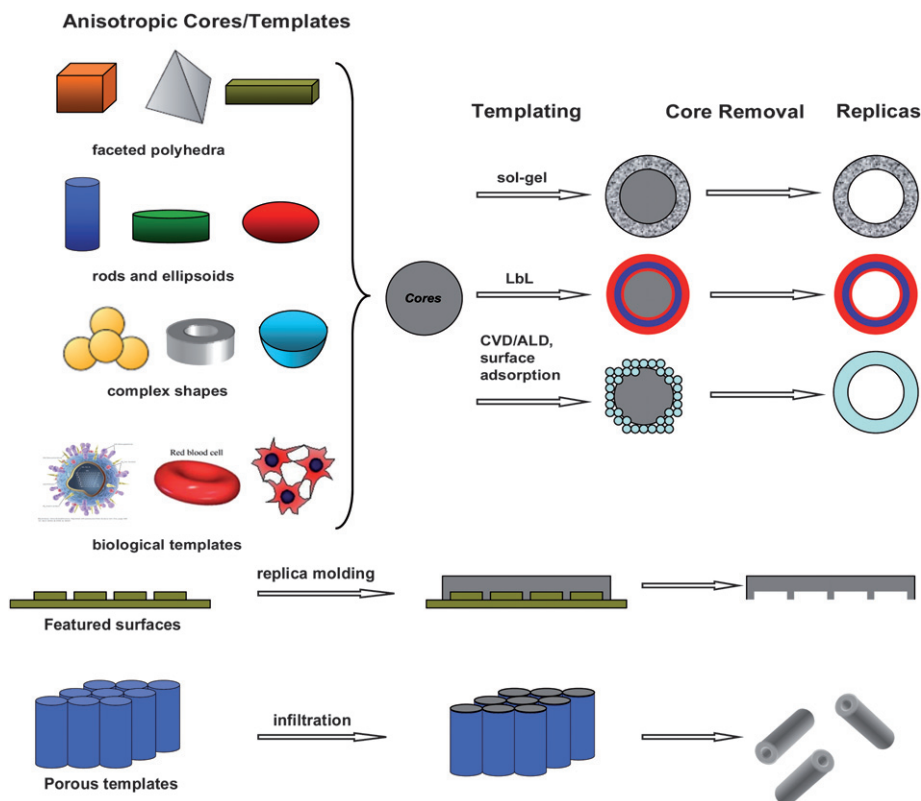 Anisotropic Cores/Templates
faceted polyhedra
rods and ellipsoids
complex shapes
Red blood cell
biological templates
Cores
Templating
Core Removal
Replicas
sol-gel
LbL
CVD/ALD,
surface
adsorption
replica molding
Featured surfaces
infiltration
Porous templates